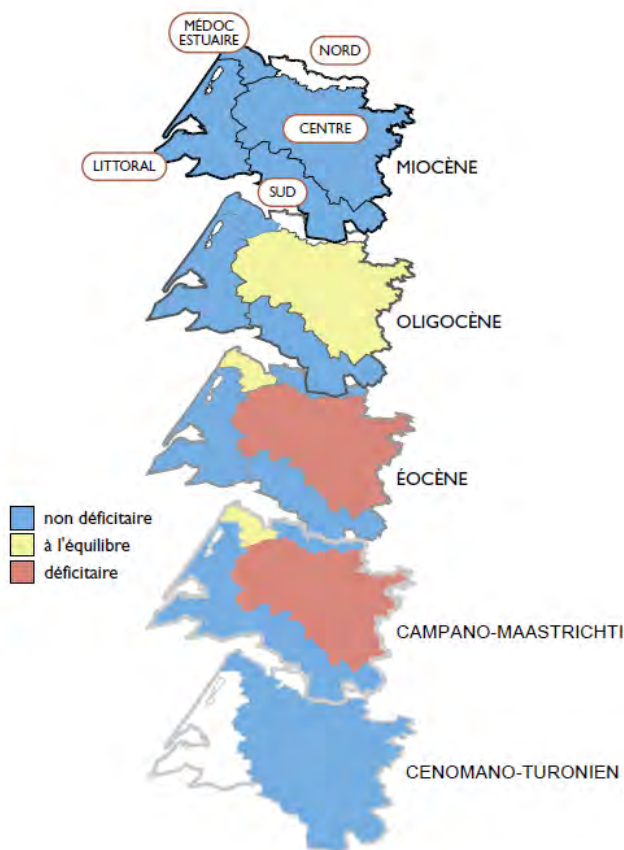 MÉDOC
ESTUAIRE
NORD
CENTRE
LITTORAL
MIOCÈNE
SUD
OLIGOCÈNE
ÉOCÈNE
non déficitaire
à l'équilibre
déficitaire
CAMPANO-MAASTRICHTI
CENOMANO-TURONIEN